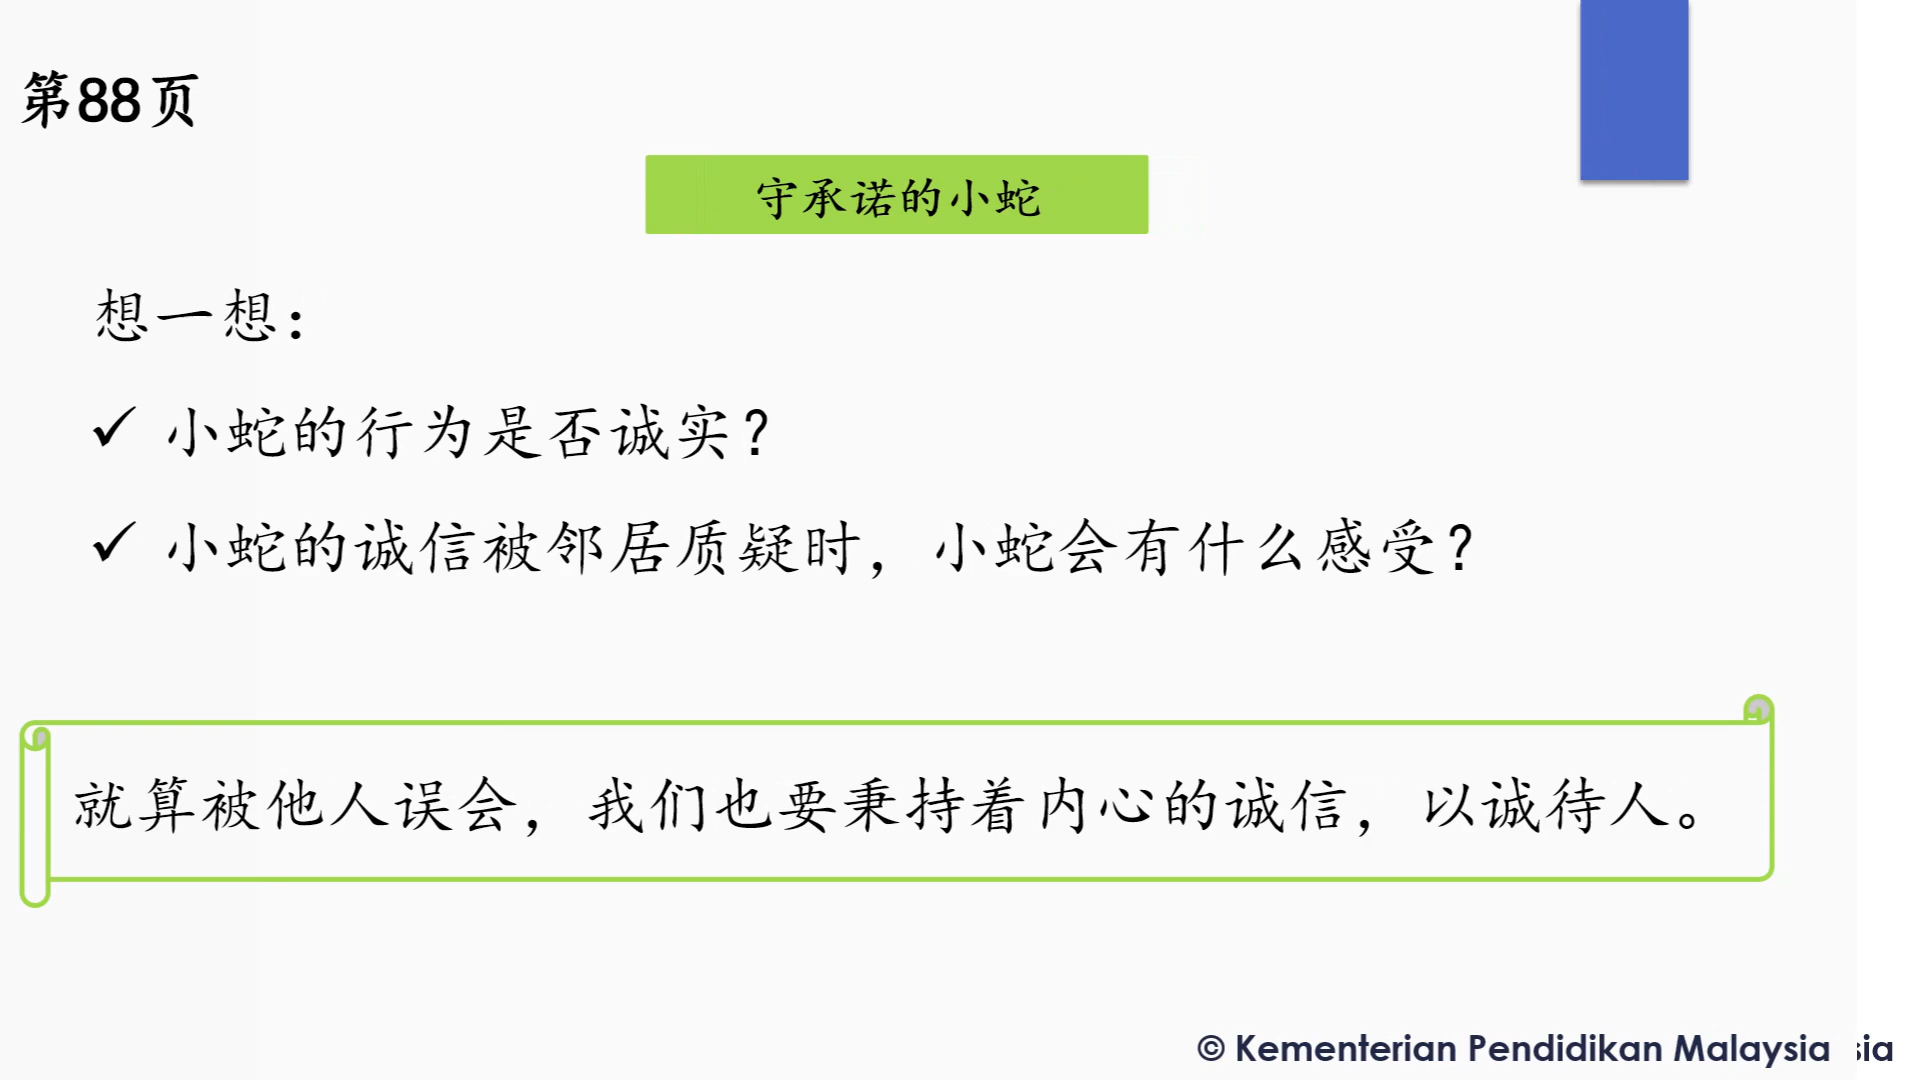 第88页
守承诺的小蛇
想一想：
✓ 小蛇的行为是否诚实？
✓ 小蛇的诚信被邻居质疑时，小蛇会有什么感受？
就算被他人误会，我们也要秉持着内心的诚信，以诚待人。
© Kementerian Pendidikan Malaysia sia